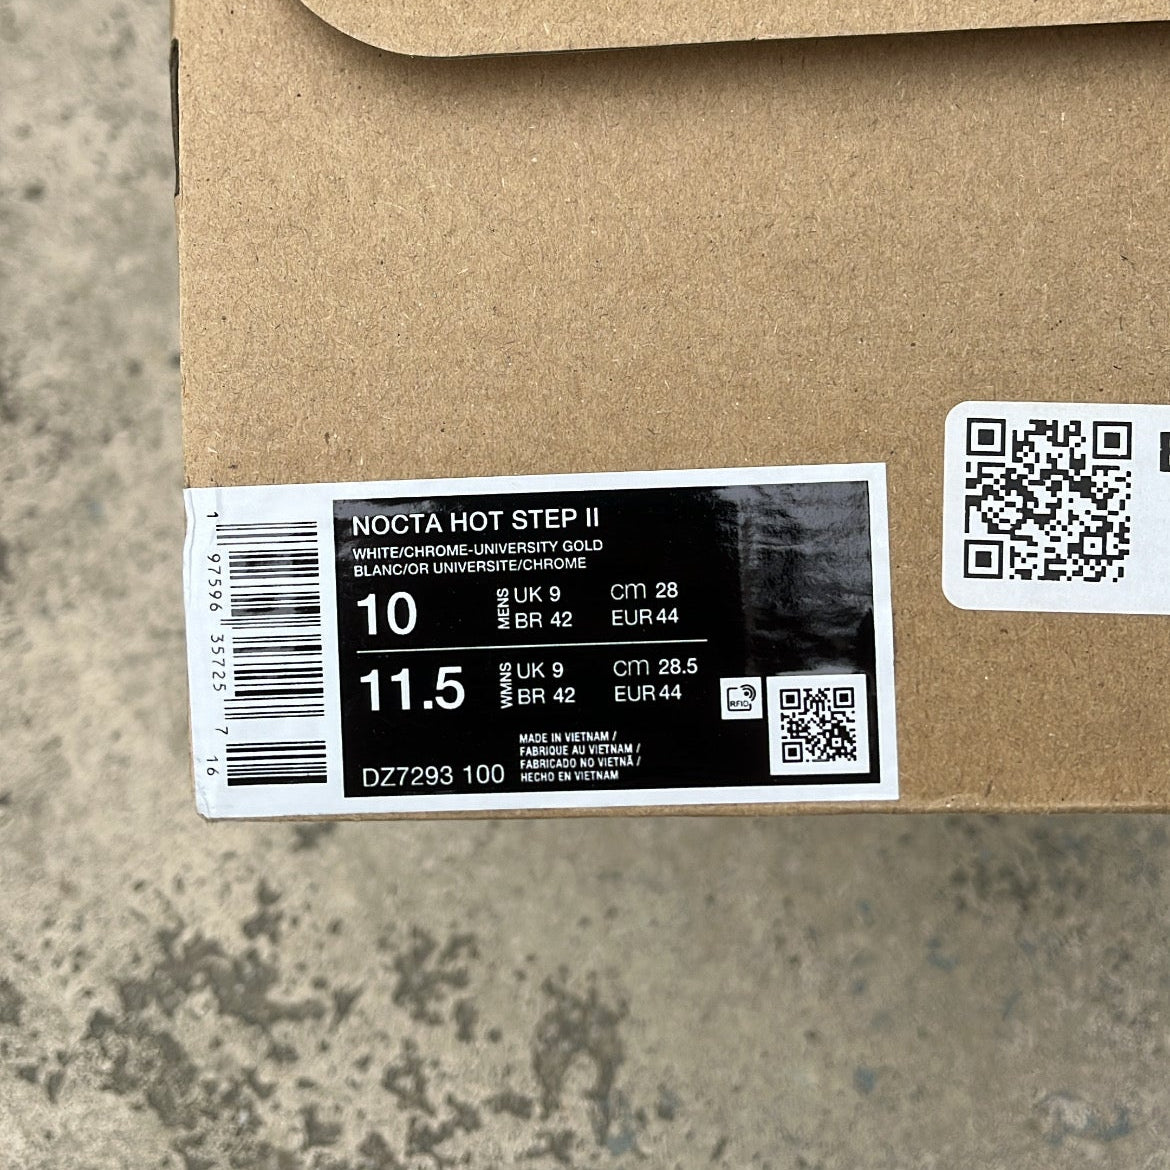 NOCTA HOT STEP II
WHITE/CHROME-UNIVERSITY GOLD
BLANC/OR UNIVERSITE/CHROME
10 MENS UK 9 CM 28
BR 42 EUR 44
11.5 WMNS UK 9 CM 28.5
BR 42 EUR 44
RFID
MADE IN VIETNAM /
FABRIQUE AU VIETNAM /
FABRICADO NO VIETNÃ /
HECHO EN VIETNAM
DZ7293 100
1 97596 35725 7 16